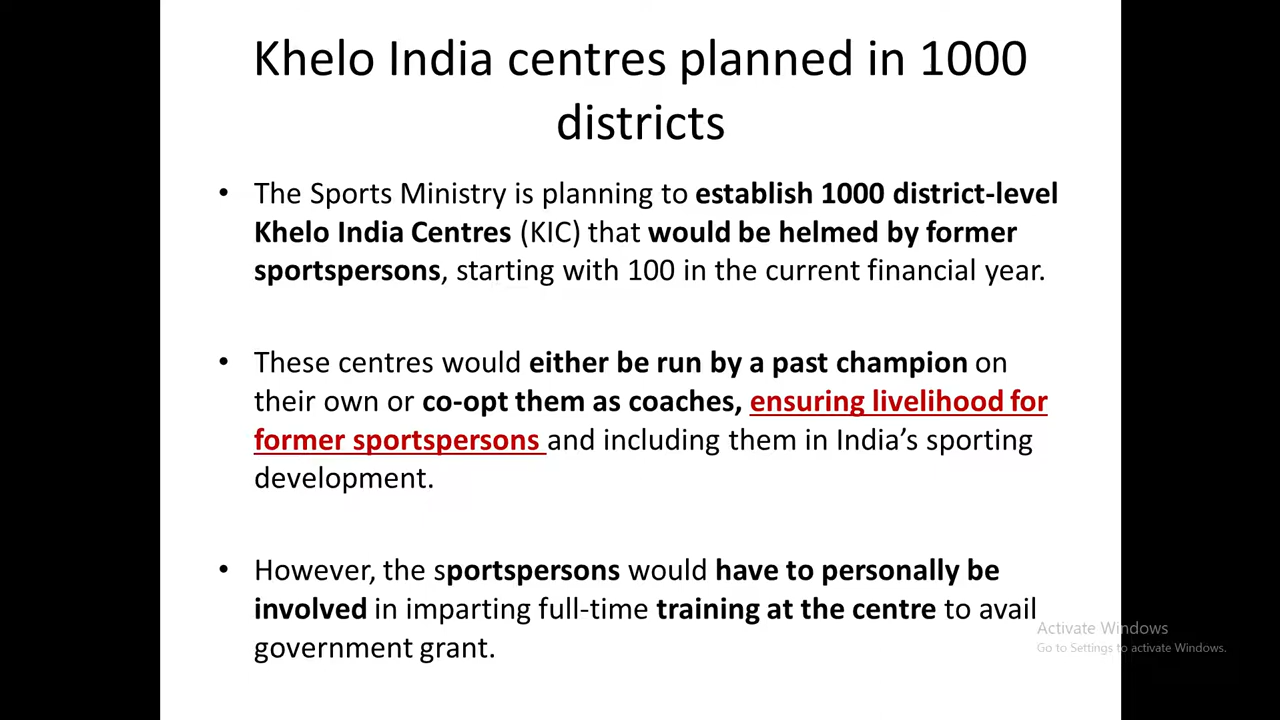 Khelo India centres planned in 1000
districts
• The Sports Ministry is planning to establish 1000 district-level
Khelo India Centres (KIC) that would be helmed by former
sportspersons, starting with 100 in the current financial year.
• These centres would either be run by a past champion on
their own or co-opt them as coaches, ensuring livelihood for
former sportspersons and including them in India’s sporting
development.
• However, the sportspersons would have to personally be
involved in imparting full-time training at the centre to avail
government grant.
Activate Windows
Go to Settings to activate Windows.